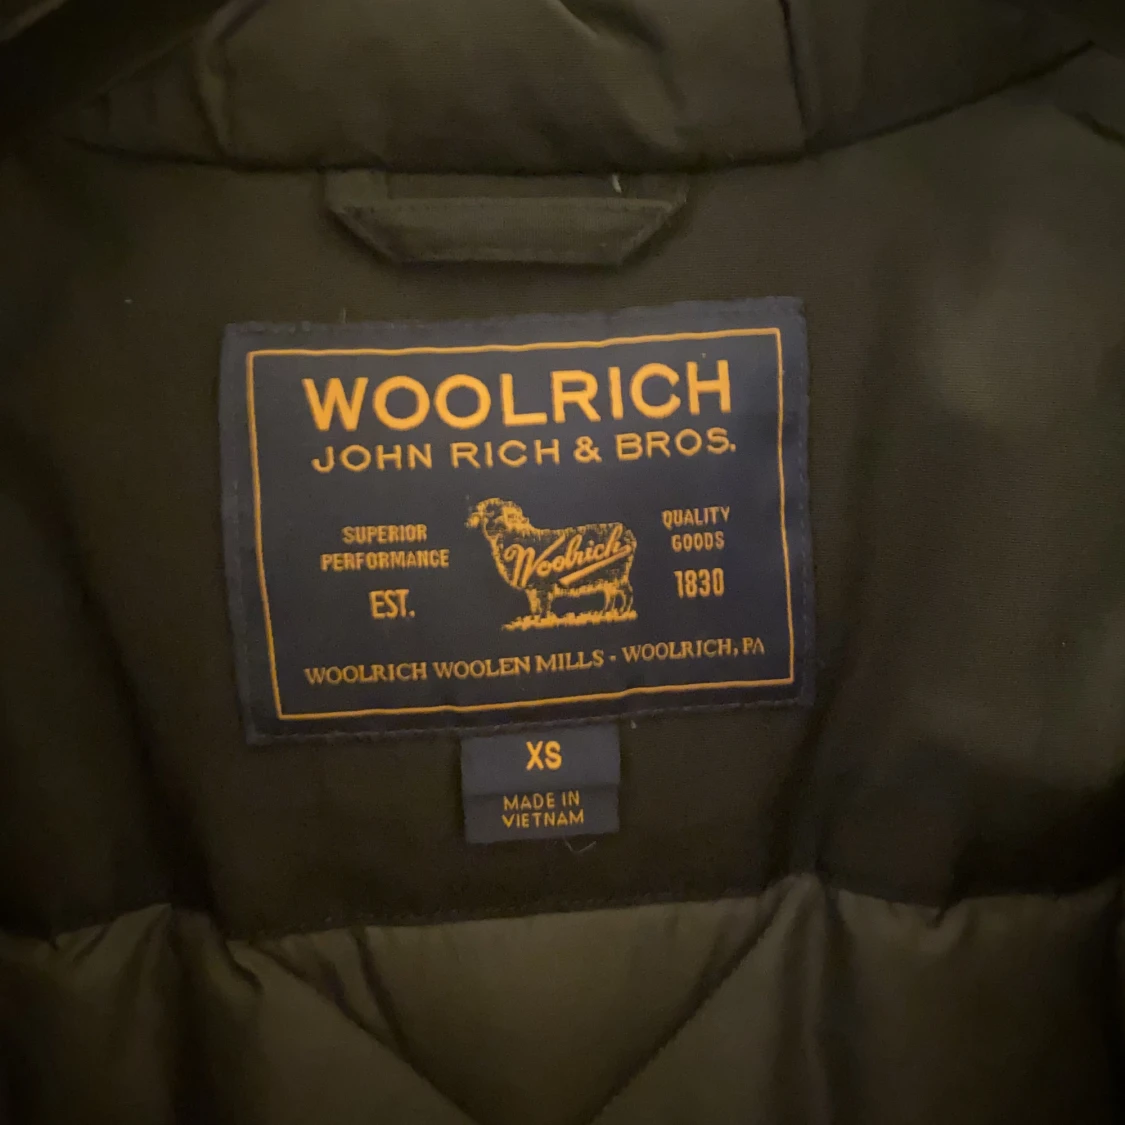 WOOLRICH
JOHN RICH & BROS.
SUPERIOR
PERFORMANCE
EST.
Woolrich
QUALITY
GOODS
1830
WOOLRICH WOOLEN MILLS - WOOLRICH, PA
XS
MADE IN
VIETNAM